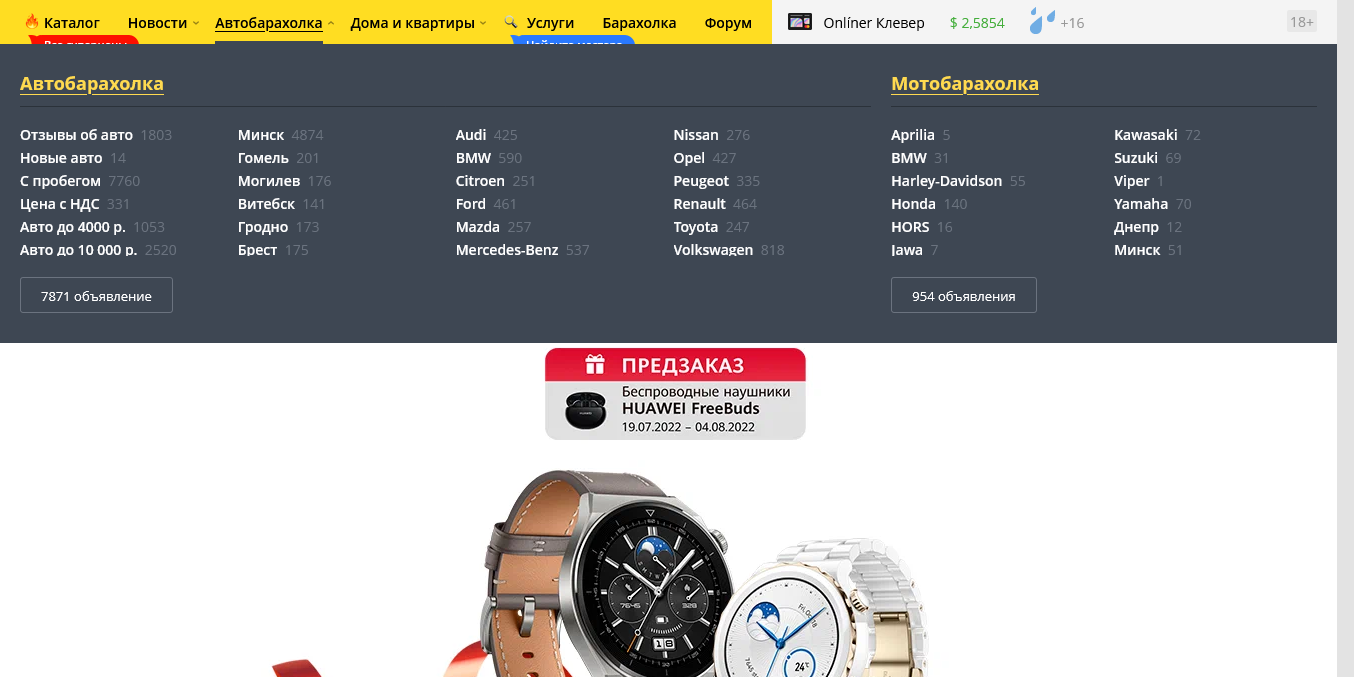 Каталог Новости Автобарахолка Дома и квартиры Услуги Барахолка Форум Onlíner Клевер $ 2,5854 +16 18+
Автобарахолка
Отзывы об авто 1803
Новые авто 14
С пробегом 7760
Цена с НДС 331
Авто до 4000 р. 1053
Авто до 10 000 р. 2520
Минск 4874
Гомель 201
Могилев 176
Витебск 141
Гродно 173
Брест 175
Audi 425
BMW 590
Citroen 251
Ford 461
Mazda 257
Mercedes-Benz 537
Nissan 276
Opel 427
Peugeot 335
Renault 464
Toyota 247
Volkswagen 818
7871 объявление
Мотобарахолка
Aprilia 5
BMW 31
Harley-Davidson 55
Honda 140
HORS 16
Jawa 7
Kawasaki 72
Suzuki 69
Viper 1
Yamaha 70
Днепр 12
Минск 51
954 объявления
ПРЕДЗАКАЗ
Беспроводные наушники
HUAWEI FreeBuds
19.07.2022 – 04.08.2022